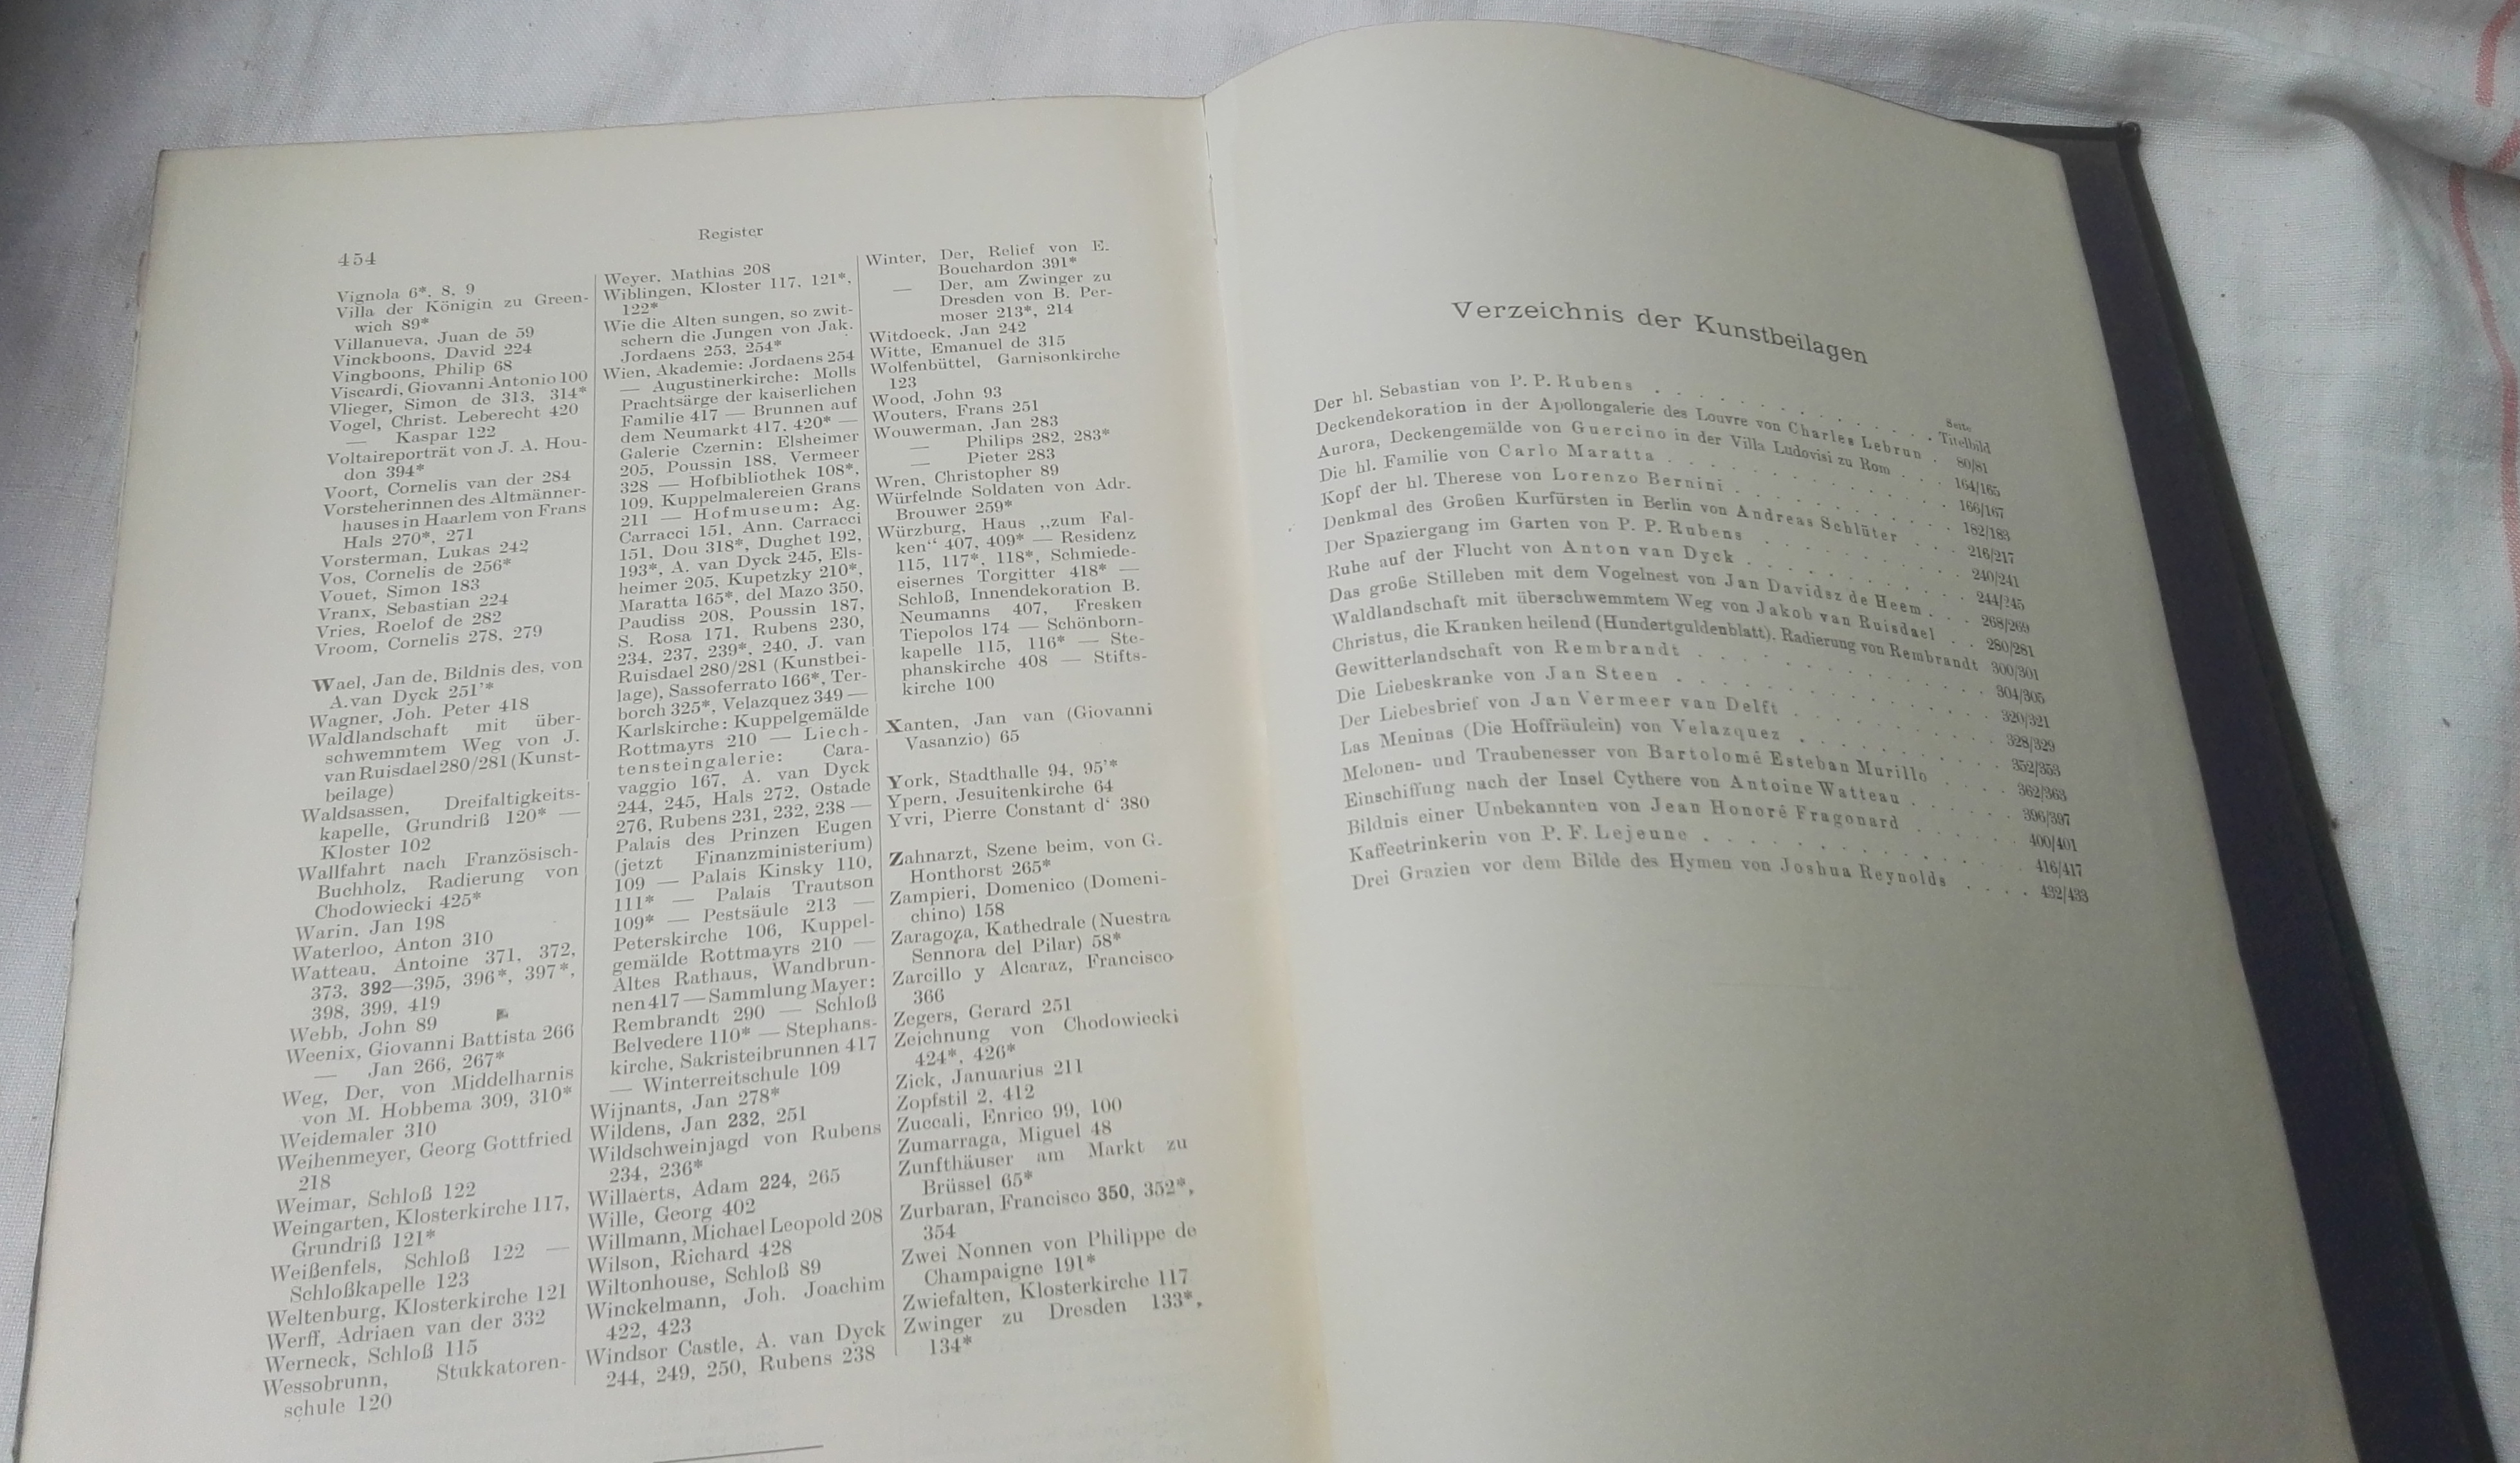 454
Register
Vignola 6*, 8, 9
Villa der Königin zu Green-
wich 89*
Villanueva, Juan de 59
Vinckboons, David 224
Vingboons, Philip 68
Viscardi, Giovanni Antonio 100
Vlieger, Simon de 313, 314*
Vogel, Christ. Leberecht 420
— Kaspar 122
Voltaireporträt von J. A. Hou-
don 394*
Voort, Cornelis van der 284
Vorsteherinnen des Altmänner-
hauses in Haarlem von Frans
Hals 270*, 271
Vorsterman, Lukas 242
Vos, Cornelis de 256*
Vouet, Simon 183
Vranx, Sebastian 224
Vries, Roelof de 282
Vroom, Cornelis 278, 279
Wael, Jan de, Bildnis des, von
A. van Dyck 251'*
Wagner, Joh. Peter 418
Waldlandschaft mit über-
schwemmtem Weg von J.
van Ruisdael 280/281 (Kunst-
beilage)
Waldsassen, Dreifaltigkeits-
kapelle, Grundriß 120* —
Kloster 102
Wallfahrt nach Französisch-
Buchholz, Radierung von
Chodowiecki 425*
Warin, Jan 198
Waterloo, Anton 310
Watteau, Antoine 371, 372,
373, 392—395, 396*, 397*,
398, 399, 419
Webb, John 89
Weenix, Giovanni Battista 266
— Jan 266, 267*
Weg, Der, von Middelharnis
von M. Hobbema 309, 310*
Weidemaler 310
Weihenmeyer, Georg Gottfried
218
Weimar, Schloß 122
Weingarten, Klosterkirche 117,
Grundriß 121*
Weißenfels, Schloß 122 —
Schloßkapelle 123
Weltenburg, Klosterkirche 121
Werff, Adriaen van der 332
Werneck, Schloß 115
Wessobrunn, Stukkatoren-
schule 120
Weyer, Mathias 208
Wiblingen, Kloster 117, 121*,
122*
Wie die Alten sungen, so zwit-
schern die Jungen von Jak.
Jordaens 253, 254*
Wien, Akademie: Jordaens 254
— Augustinerkirche: Molls
Prachtsärge der kaiserlichen
Familie 417 — Brunnen auf
dem Neumarkt 417, 420* —
Galerie Czernin: Elsheimer
205, Poussin 188, Vermeer
328 — Hofbibliothek 108*,
109, Kuppelmalereien Grans
211 — Hofmuseum: Ag.
Carracci 151, Ann. Carracci
151, Dou 318*, Dughet 192,
193*, A. van Dyck 245, Els-
heimer 205, Kupetzky 210*,
Maratta 165*, del Mazo 350,
Paudiss 208, Poussin 187,
S. Rosa 171, Rubens 230,
234, 237, 239*, 240, J. van
Ruisdael 280/281 (Kunstbei-
lage), Sassoferrato 166*, Ter-
borch 325*, Velazquez 349 —
Karlskirche: Kuppelgemälde
Rottmayrs 210 — Liech-
tensteingalerie: Cara-
vaggio 167, A. van Dyck
244, 245, Hals 272, Ostade
276, Rubens 231, 232, 238 —
Palais des Prinzen Eugen
(jetzt Finanzministerium)
109 — Palais Kinsky 110,
111* — Palais Trautson
109* — Pestsäule 213 —
Peterskirche 106, Kuppel-
gemälde Rottmayrs 210 —
Altes Rathaus, Wandbrun-
nen 417 — Sammlung Mayer:
Rembrandt 290 — Schloß
Belvedere 110* — Stephans-
kirche, Sakristeibrunnen 417
— Winterreitschule 109
Wijnants, Jan 278*
Wildens, Jan 232, 251
Wildschweinjagd von Rubens
234, 236*
Willaerts, Adam 224, 265
Wille, Georg 402
Willmann, Michael Leopold 208
Wilson, Richard 428
Wiltonhouse, Schloß 89
Winckelmann, Joh. Joachim
422, 423
Windsor Castle, A. van Dyck
244, 249, 250, Rubens 238
Winter, Der, Relief von E.
Bouchardon 391*
— Der, am Zwinger zu
Dresden von B. Per-
moser 213*, 214
Witdoeck, Jan 242
Witte, Emanuel de 315
Wolfenbüttel, Garnisonkirche
123
Wood, John 93
Wouters, Frans 251
Wouwerman, Jan 283
— Philips 282, 283*
— Pieter 283
Wren, Christopher 89
Würfelnde Soldaten von Adr.
Brouwer 259*
Würzburg, Haus „zum Fal-
ken“ 407, 409* — Residenz
115, 117*, 118*, Schmiede-
eisernes Torgitter 418* —
Schloß, Innendekoration B.
Neumanns 407, Fresken
Tiepolos 174 — Schönborn-
kapelle 115, 116* — Ste-
phanskirche 408 — Stifts-
kirche 100
Xanten, Jan van (Giovanni
Vasanzio) 65
York, Stadthalle 94, 95'*
Ypern, Jesuitenkirche 64
Yvri, Pierre Constant d' 380
Zahnarzt, Szene beim, von G.
Honthorst 265*
Zampieri, Domenico (Domeni-
chino) 158
Zaragoza, Kathedrale (Nuestra
Sennora del Pilar) 58*
Zarcillo y Alcaraz, Francisco
366
Zegers, Gerard 251
Zeichnung von Chodowiecki
424*, 426*
Zick, Januarius 211
Zopfstil 2, 412
Zuccali, Enrico 99, 100
Zumarraga, Miguel 48
Zunfthäuser am Markt zu
Brüssel 65*
Zurbaran, Francisco 350, 352*,
354
Zwei Nonnen von Philippe de
Champaigne 191*
Zwiefalten, Klosterkirche 117
Zwinger zu Dresden 133*,
134*
Verzeichnis der Kunstbeilagen
Seite
Der hl. Sebastian von P. P. Rubens . . . . . . . . . . . Titelbild
Deckendekoration in der Apollongalerie des Louvre von Charles Lebrun . 80/81
Aurora, Deckengemälde von Guercino in der Villa Ludovisi zu Rom . . . 164/165
Die hl. Familie von Carlo Maratta . . . . . . . . . . . 166/167
Kopf der hl. Therese von Lorenzo Bernini . . . . . . . . . 182/183
Denkmal des Großen Kurfürsten in Berlin von Andreas Schlüter . . . 216/217
Der Spaziergang im Garten von P. P. Rubens . . . . . . . . 240/241
Ruhe auf der Flucht von Anton van Dyck . . . . . . . . . 244/245
Das große Stilleben mit dem Vogelnest von Jan Davidsz de Heem . . . 268/269
Waldlandschaft mit überschwemmtem Weg von Jakob van Ruisdael . . 280/281
Christus, die Kranken heilend (Hundertguldenblatt). Radierung von Rembrandt 300/301
Gewitterlandschaft von Rembrandt . . . . . . . . . . . 304/305
Die Liebeskranke von Jan Steen . . . . . . . . . . . . 320/321
Der Liebesbrief von Jan Vermeer van Delft . . . . . . . . 328/329
Las Meninas (Die Hoffräulein) von Velazquez . . . . . . . . 352/353
Melonen- und Traubenesser von Bartolomé Esteban Murillo . . . . 362/363
Einschiffung nach der Insel Cythere von Antoine Watteau . . . . . 396/397
Bildnis einer Unbekannten von Jean Honoré Fragonard . . . . . . 400/401
Kaffeetrinkerin von P. F. Lejeune . . . . . . . . . . . 416/417
Drei Grazien vor dem Bilde des Hymen von Joshua Reynolds . . . . 432/433